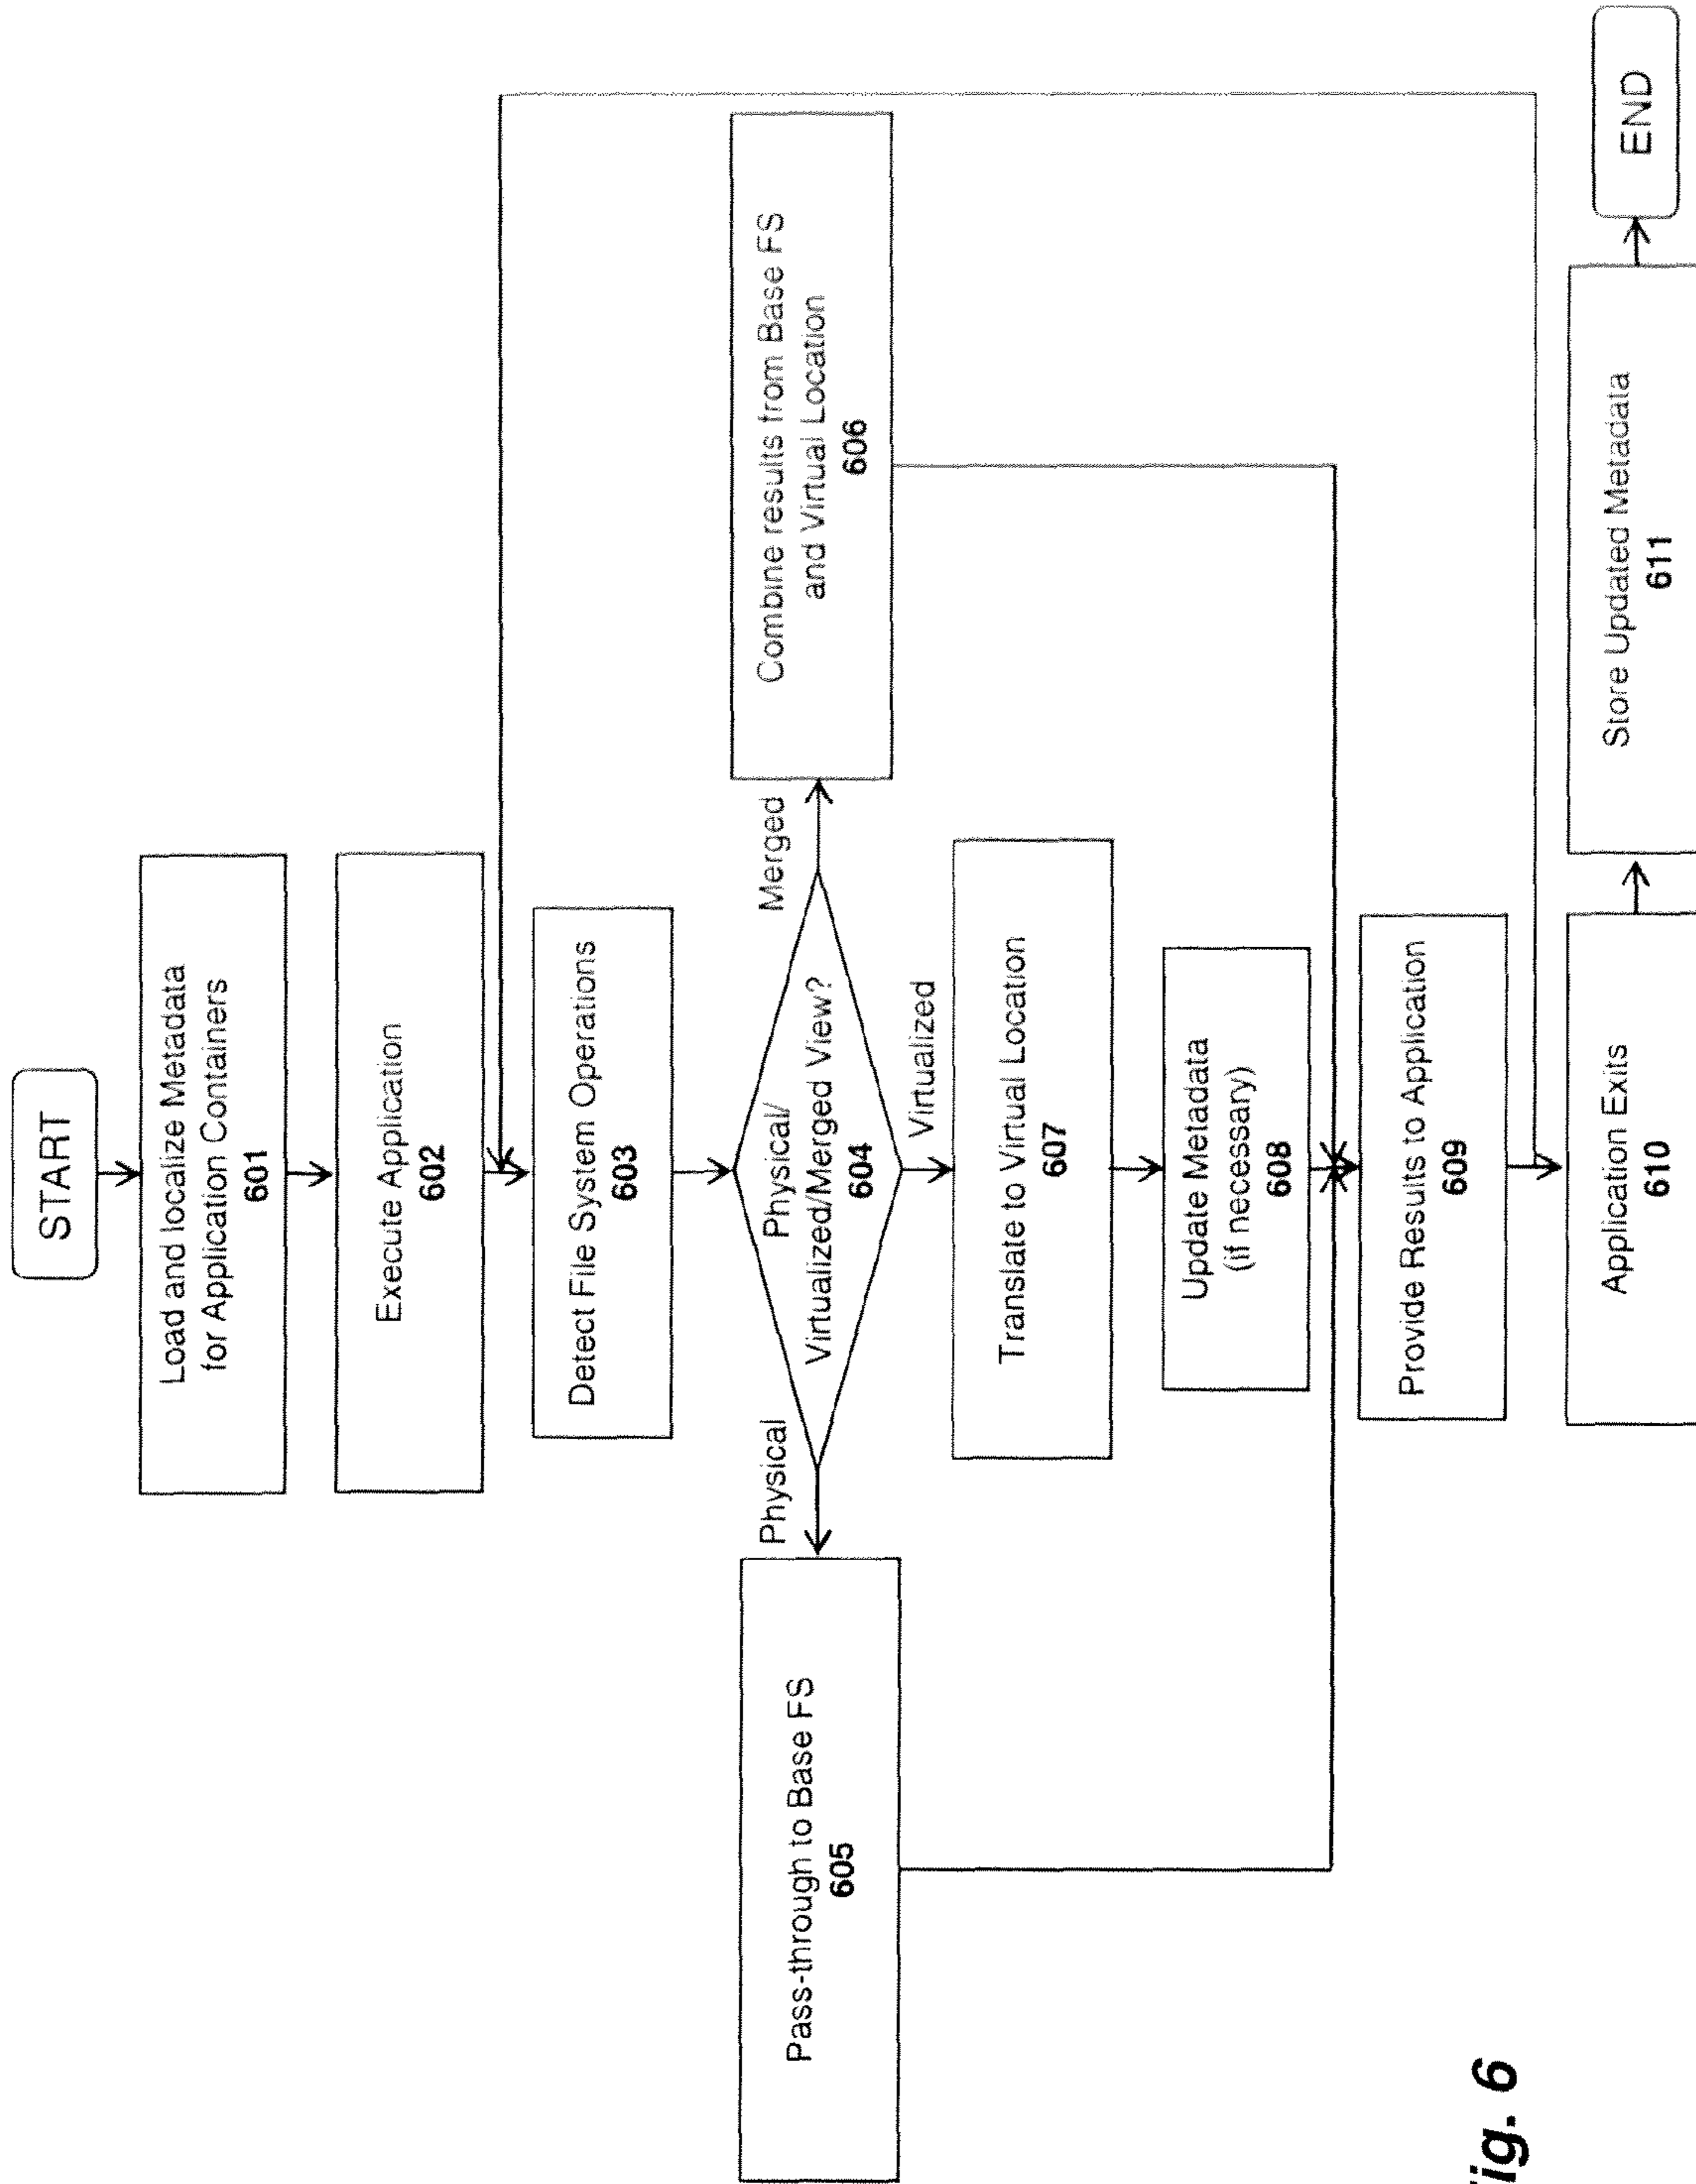 START
Load and localize Metadata
for Application Containers
601
Execute Application
602
Detect File System Operations
603
Physical/
Virtualized/Merged View?
604
Physical
Merged
Virtualized
Pass-through to Base FS
605
Combine results from Base FS
and Virtual Location
606
Translate to Virtual Location
607
Update Metadata
(if necessary)
608
Provide Results to Application
609
Application Exits
610
Store Updated Metadata
611
END
ig. 6